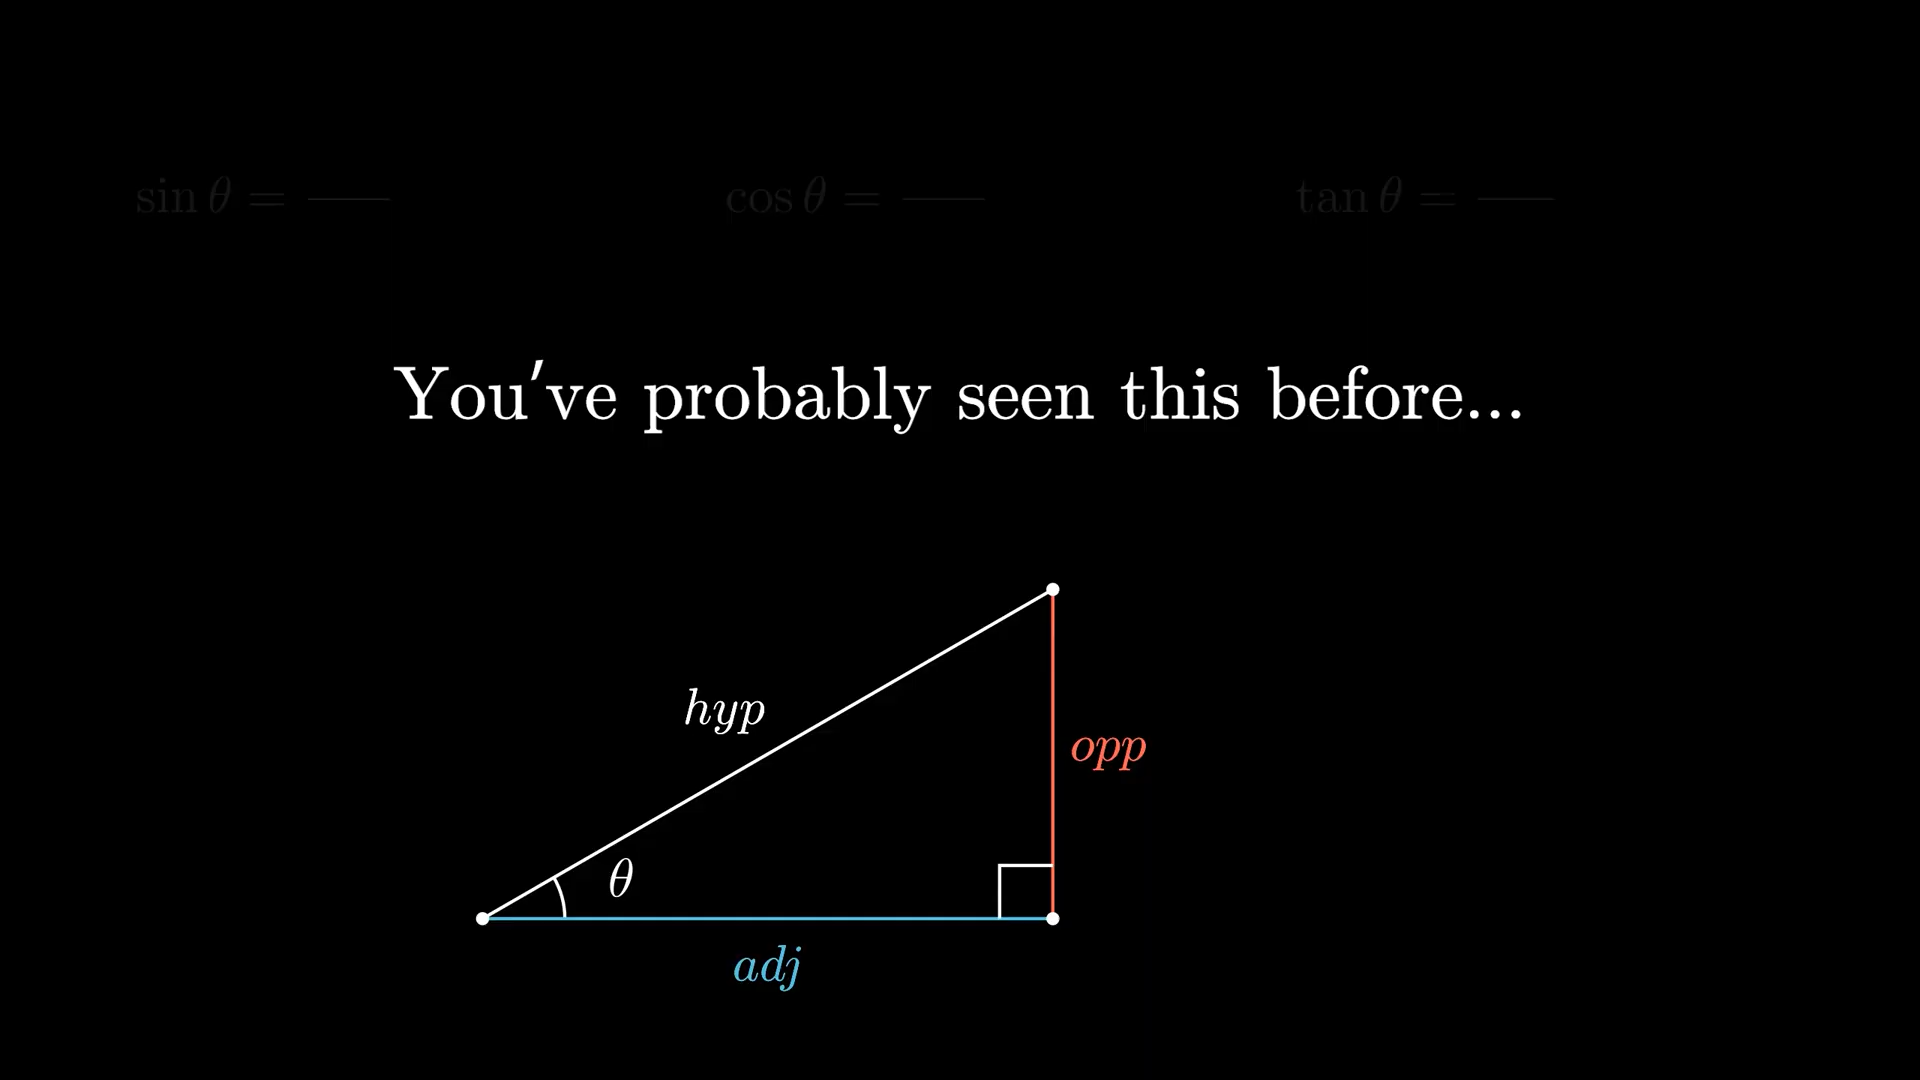 sin θ = —
cos θ = —
tan θ = —
You've probably seen this before...
hyp
opp
θ
adj